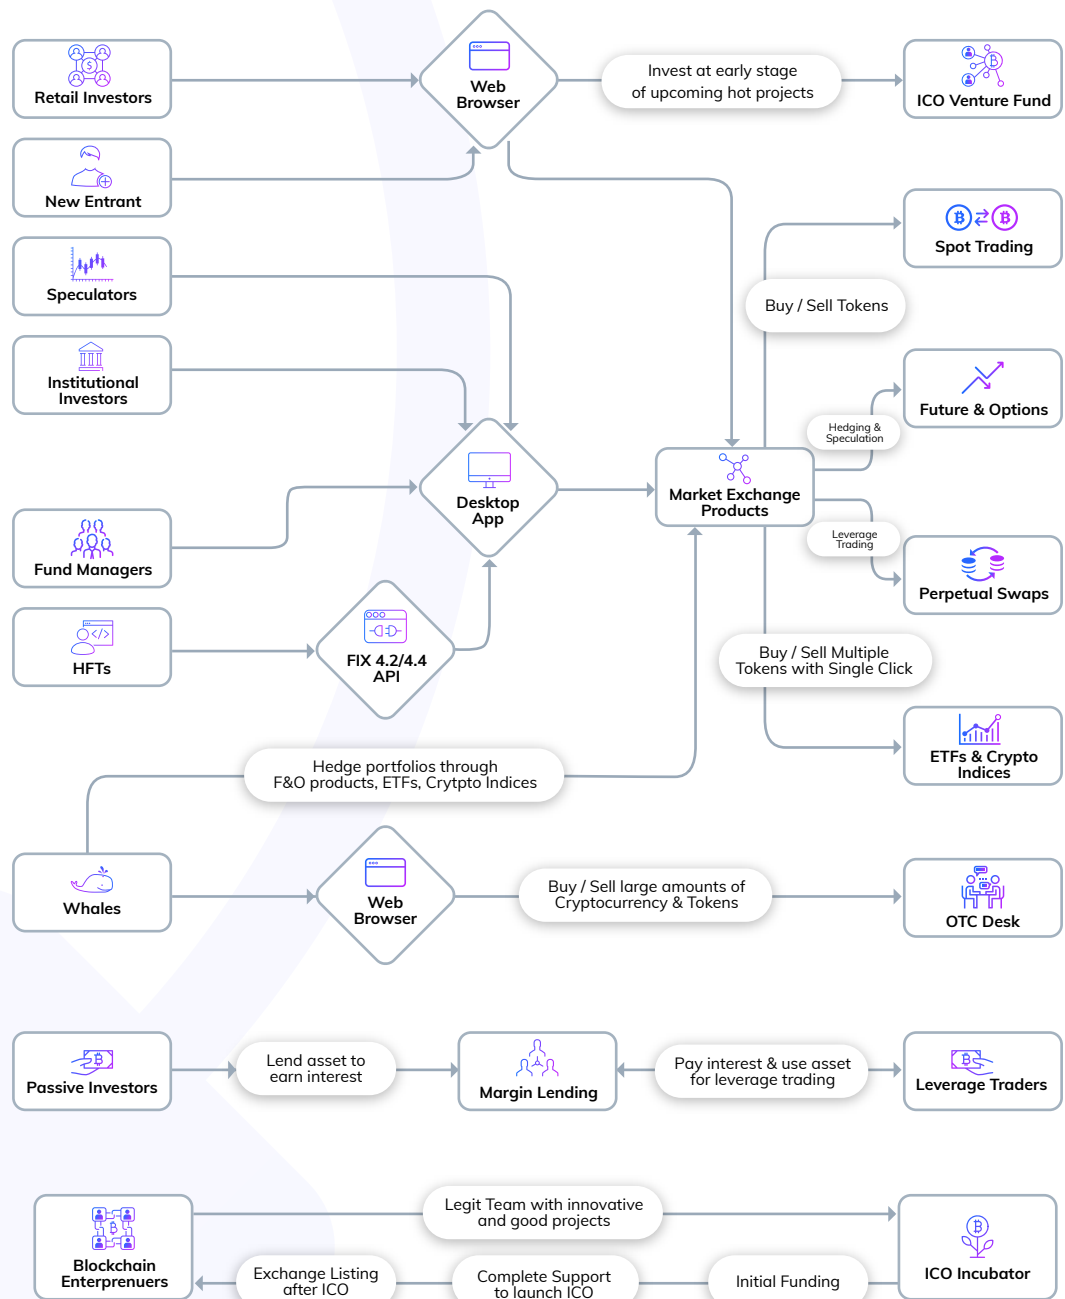 Retail Investors
Web
Browser
Invest at early stage
of upcoming hot projects
ICO Venture Fund
New Entrant
Spot Trading
Speculators
Buy / Sell Tokens
Institutional
Investors
Future & Options
Hedging &
Speculation
Desktop
App
Market Exchange
Products
Leverage
Trading
Fund Managers
Perpetual Swaps
HFTs
FIX 4.2/4.4
API
Buy / Sell Multiple
Tokens with Single Click
ETFs & Crypto
Indices
Hedge portfolios through
F&O products, ETFs, Crytpto Indices
Whales
Web
Browser
Buy / Sell large amounts of
Cryptocurrency & Tokens
OTC Desk
Passive Investors
Lend asset to
earn interest
Margin Lending
Pay interest & use asset
for leverage trading
Leverage Traders
Blockchain
Enterprenuers
Legit Team with innovative
and good projects
ICO Incubator
Exchange Listing
after ICO
Complete Support
to launch ICO
Initial Funding